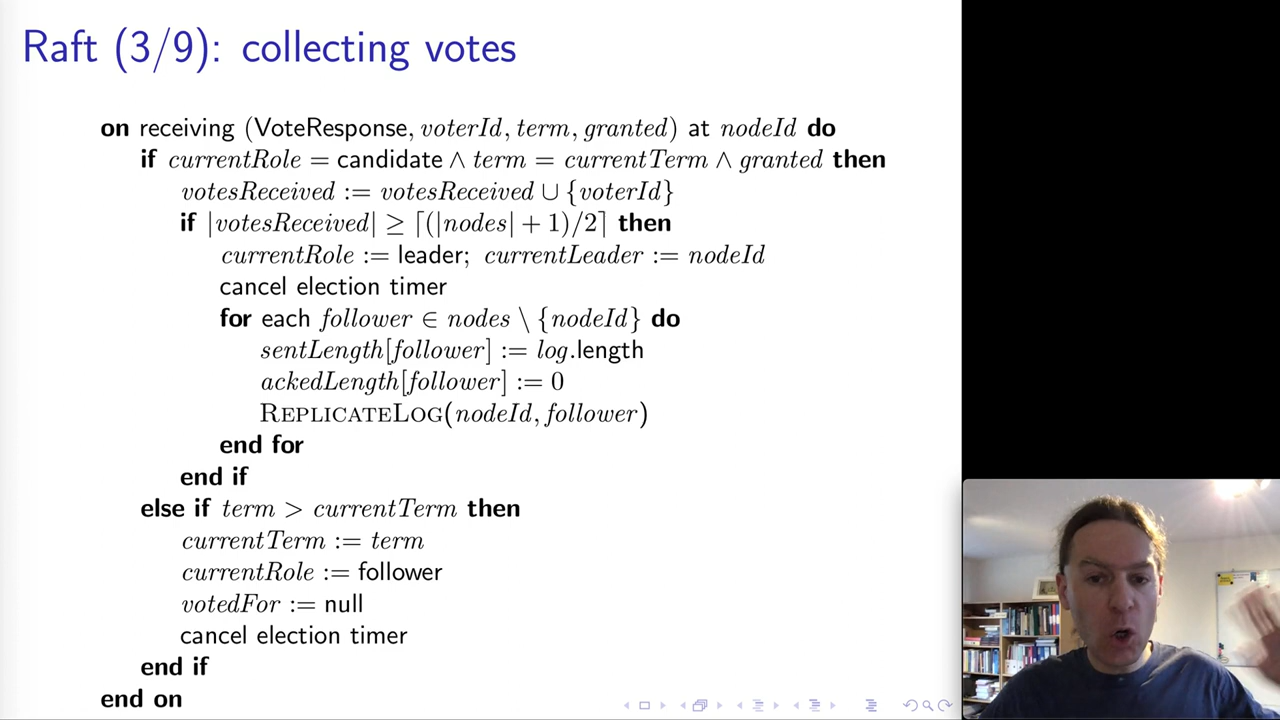 Raft (3/9): collecting votes
on receiving (VoteResponse, voterId, term, granted) at nodeId do
if currentRole = candidate ∧ term = currentTerm ∧ granted then
votesReceived := votesReceived ∪ {voterId}
if |votesReceived| ≥ ⌈(|nodes| + 1)/2⌉ then
currentRole := leader; currentLeader := nodeId
cancel election timer
for each follower ∈ nodes \ {nodeId} do
sentLength[follower] := log.length
ackedLength[follower] := 0
REPLICATELOG(nodeId, follower)
end for
end if
else if term > currentTerm then
currentTerm := term
currentRole := follower
votedFor := null
cancel election timer
end if
end on